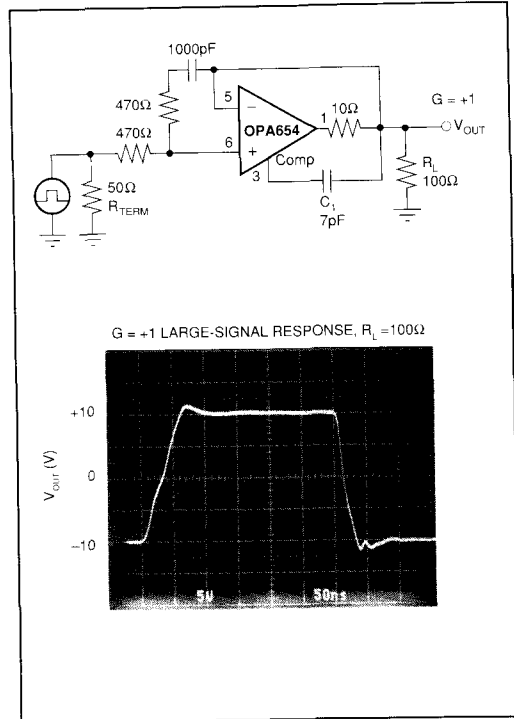 1000pF
470Ω
470Ω
5
−
OPA654
6
+
1
10Ω
G = +1
V_OUT
Comp
3
50Ω
R_TERM
C₁
7pF
R_L
100Ω
G = +1 LARGE-SIGNAL RESPONSE, R_L =100Ω
+10
0
−10
V_OUT (V)
5V
50ns